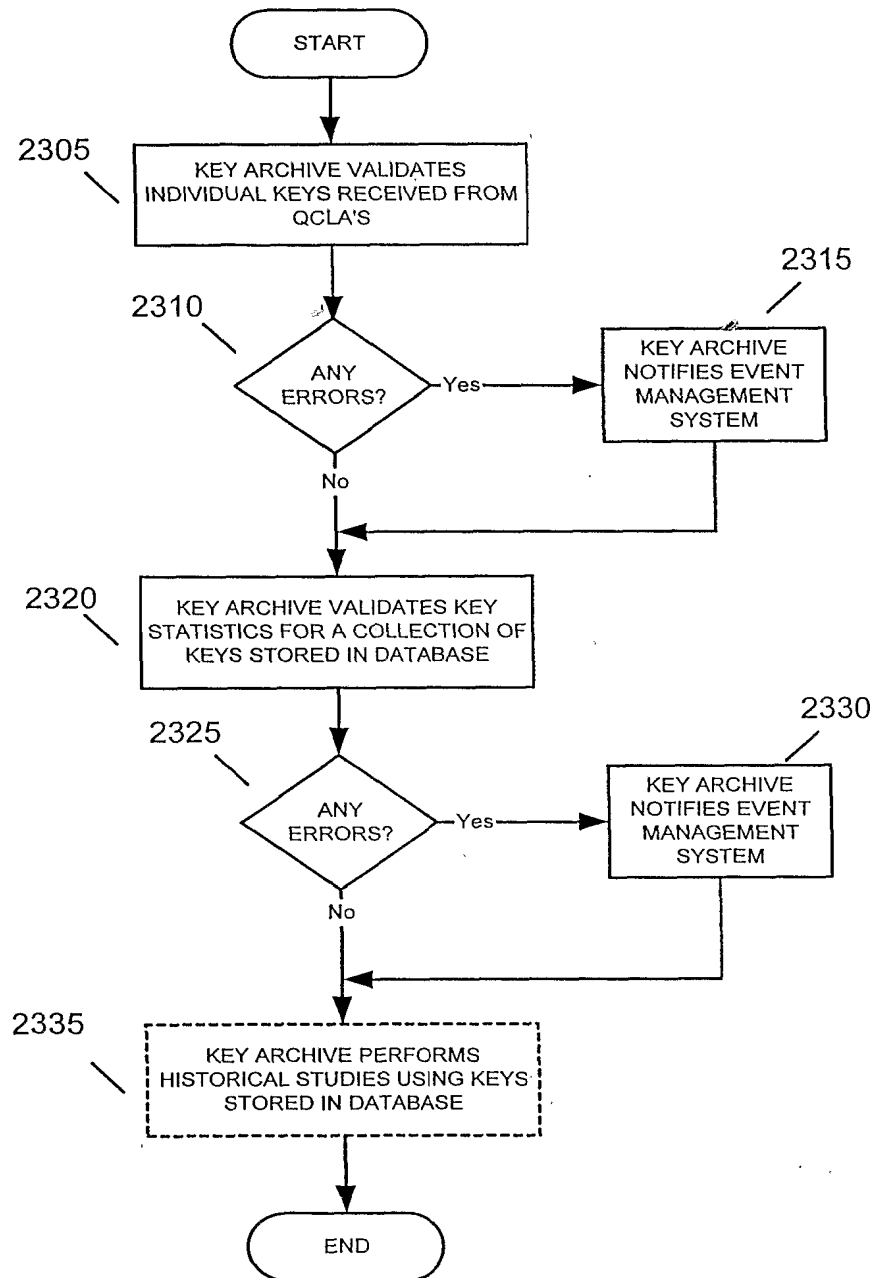 START
2305
KEY ARCHIVE VALIDATES
INDIVIDUAL KEYS RECEIVED FROM
QCLA'S
2310
ANY
ERRORS?
Yes
2315
KEY ARCHIVE
NOTIFIES EVENT
MANAGEMENT
SYSTEM
No
2320
KEY ARCHIVE VALIDATES KEY
STATISTICS FOR A COLLECTION OF
KEYS STORED IN DATABASE
2325
ANY
ERRORS?
Yes
2330
KEY ARCHIVE
NOTIFIES EVENT
MANAGEMENT
SYSTEM
No
2335
KEY ARCHIVE PERFORMS
HISTORICAL STUDIES USING KEYS
STORED IN DATABASE
END